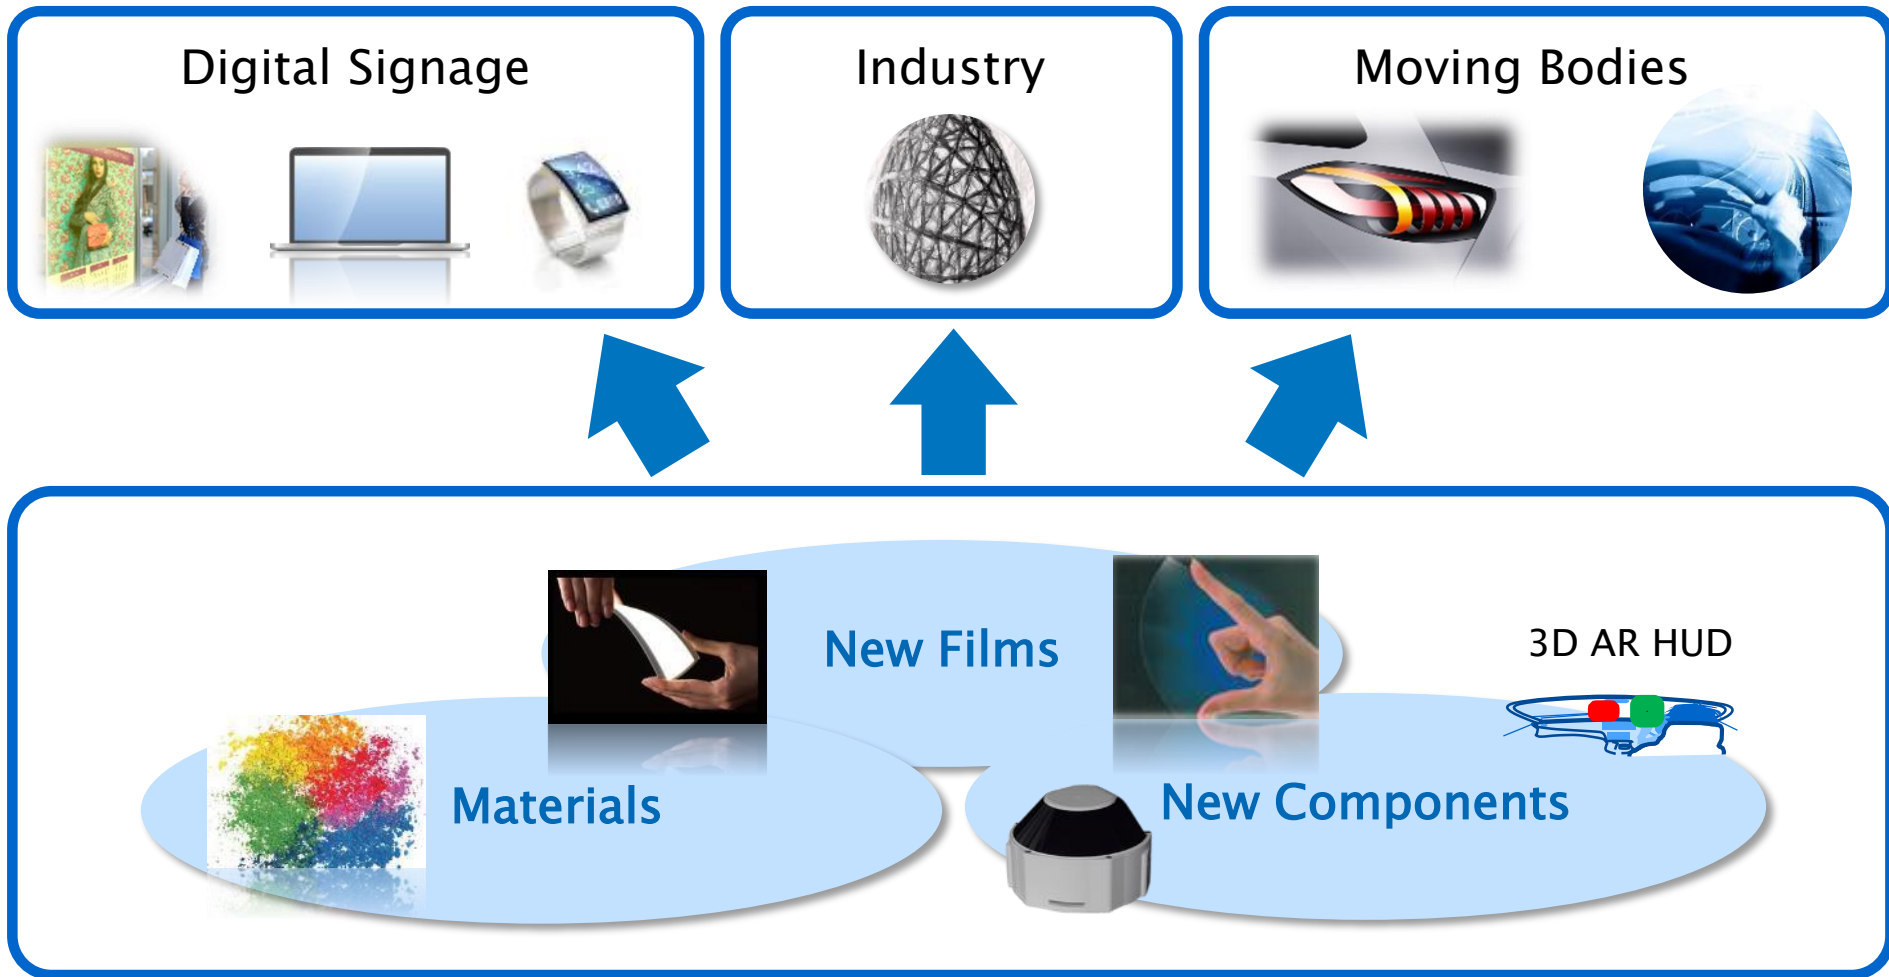 Digital Signage
Industry
Moving Bodies
New Films
3D AR HUD
Materials
New Components